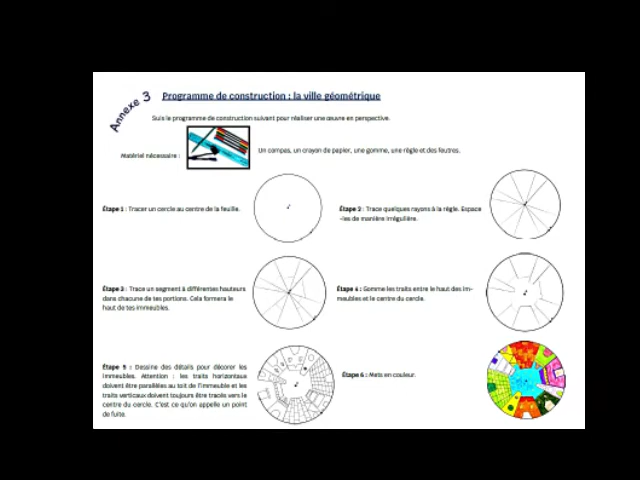 Annexe 3
Programme de construction : la ville géométrique
Suis le programme de construction suivant pour réaliser une œuvre en perspective.
Matériel nécessaire :
Un compas, un crayon de papier, une gomme, une règle et des feutres.
Étape 1 : Tracer un cercle au centre de la feuille.
Étape 2 : Trace quelques rayons à la règle. Espace
-les de manière irrégulière.
Étape 3 : Trace un segment à différentes hauteurs
dans chacune de tes portions. Cela formera le
haut de tes immeubles.
Étape 4 : Gomme les traits entre le haut des im-
meubles et le centre du cercle.
Étape 5 : Dessine des détails pour décorer les
immeubles. Attention : les traits horizontaux
doivent être parallèles au toit de l'immeuble et les
traits verticaux doivent toujours être tracés vers le
centre du cercle. C'est ce qu'on appelle un point
de fuite.
Étape 6 : Mets en couleur.